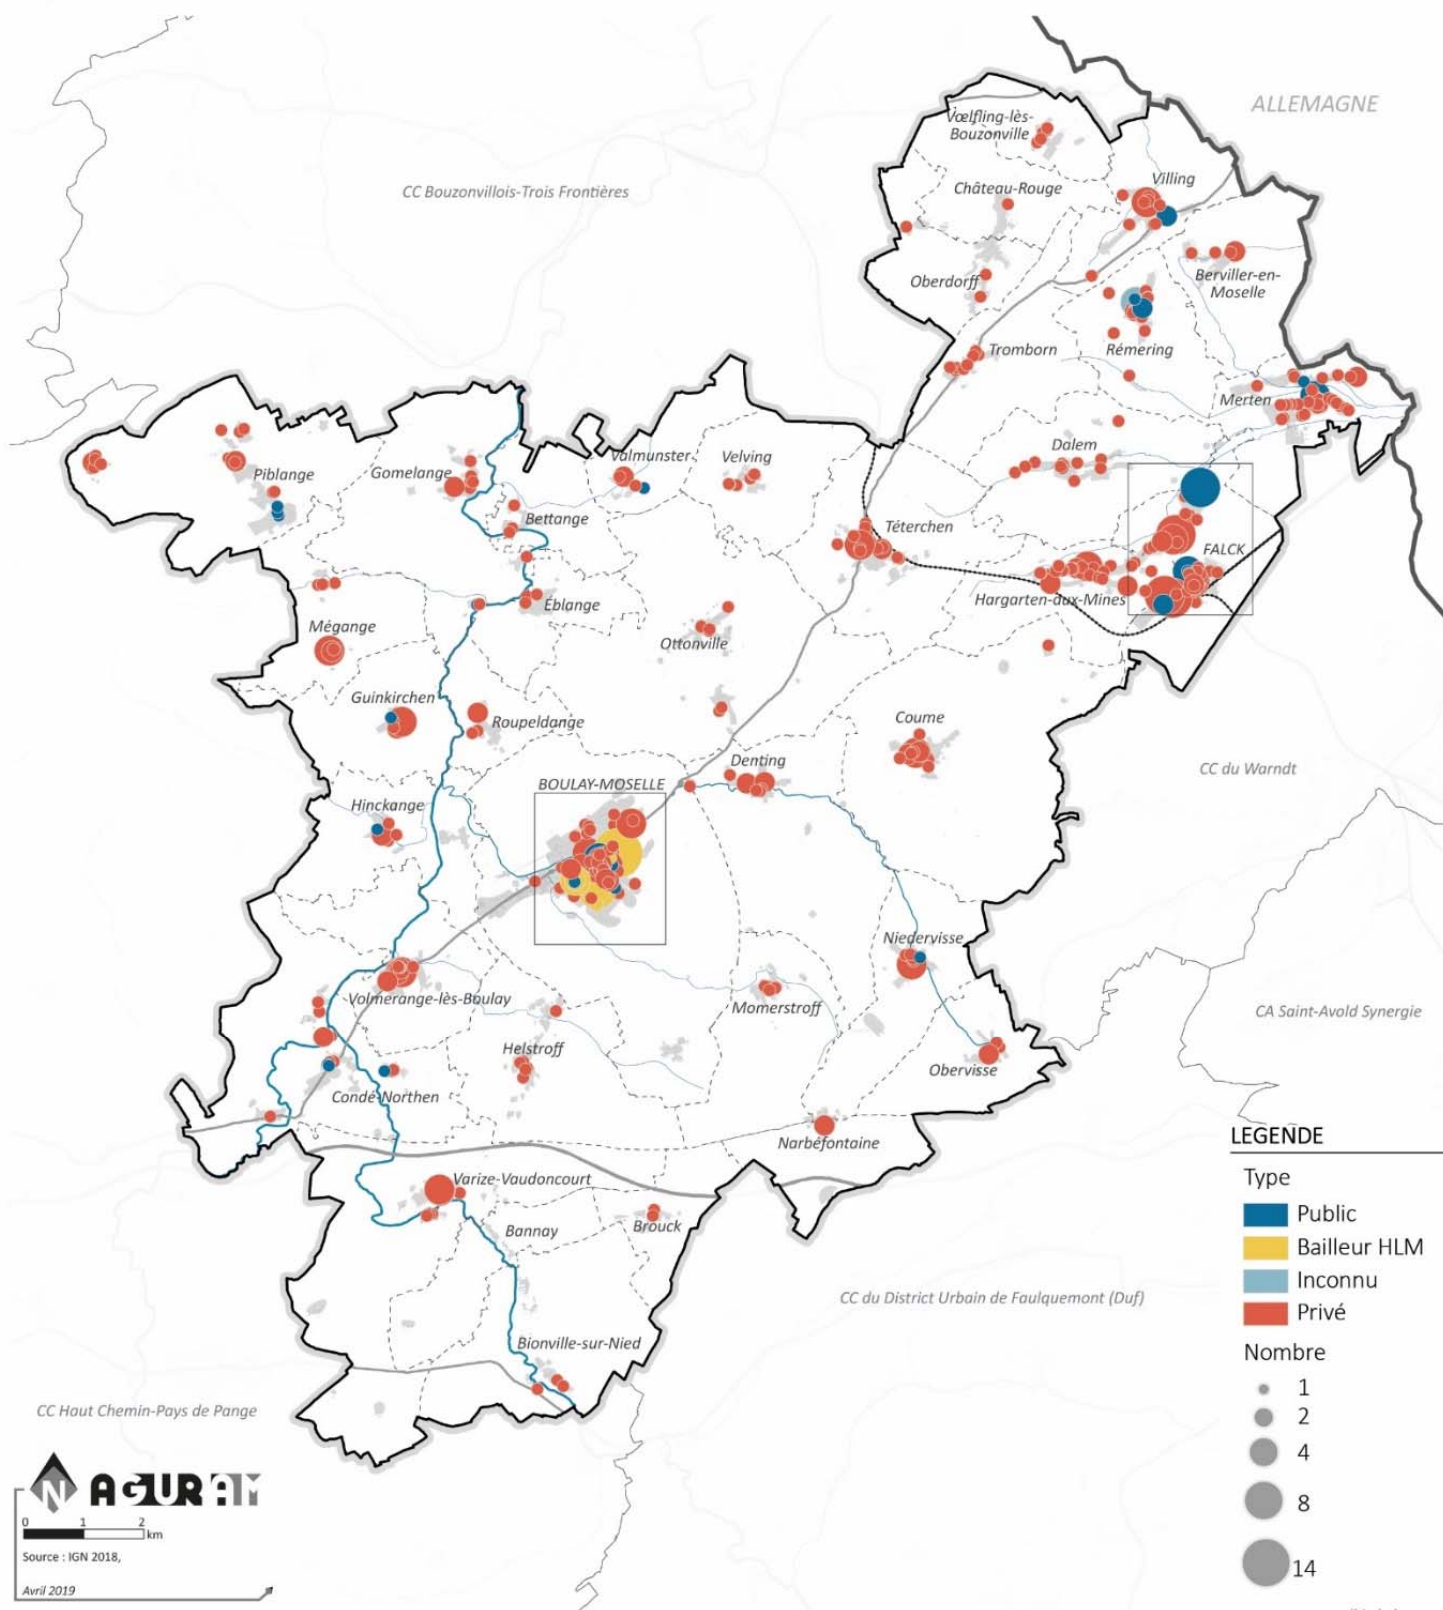 ALLEMAGNE
Vœlfling-lès-
Bouzonville
CC Bouzonvillois-Trois Frontières
Château-Rouge
Villing
Oberdorff
Berviller-en-
Moselle
Tromborn
Rémering
Merten
Dalem
Piblange
Gomelange
Valmunster
Velving
Bettange
Téterchen
FALCK
Hargarten-aux-Mines
Éblange
Mégange
Ottonville
Guinkirchen
Roupeldange
Coume
Denting
CC du Warndt
BOULAY-MOSELLE
Hinckange
Niedervisse
Volmerange-lès-Boulay
Momerstroff
CA Saint-Avold Synergie
Helstroff
Obervisse
Condé-Northen
Narbéfontaine
Varize-Vaudoncourt
Brouck
Bannay
CC du District Urbain de Faulquemont (Duf)
Bionville-sur-Nied
CC Haut Chemin-Pays de Pange
LEGENDE
Type
Public
Bailleur HLM
Inconnu
Privé
Nombre
1
2
4
8
14
N AGURAM
0 1 2
km
Source : IGN 2018,
Avril 2019